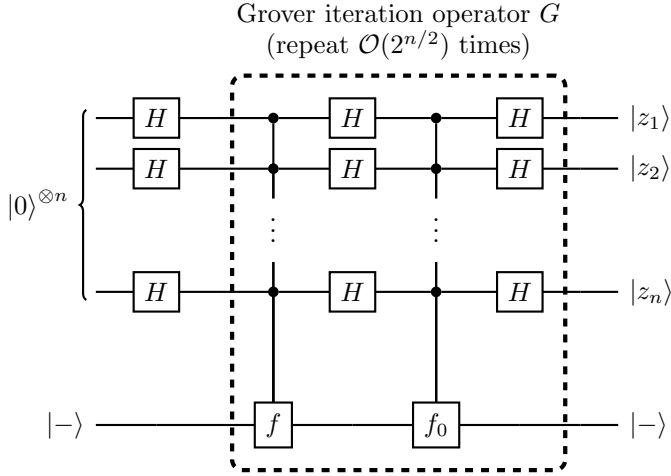 Grover iteration operator G
(repeat 𝒪(2^{n/2}) times)
H H H |z₁⟩
H H H |z₂⟩
|0⟩^{⊗n}
⋮ ⋮
H H H |zₙ⟩
|−⟩ f f₀ |−⟩